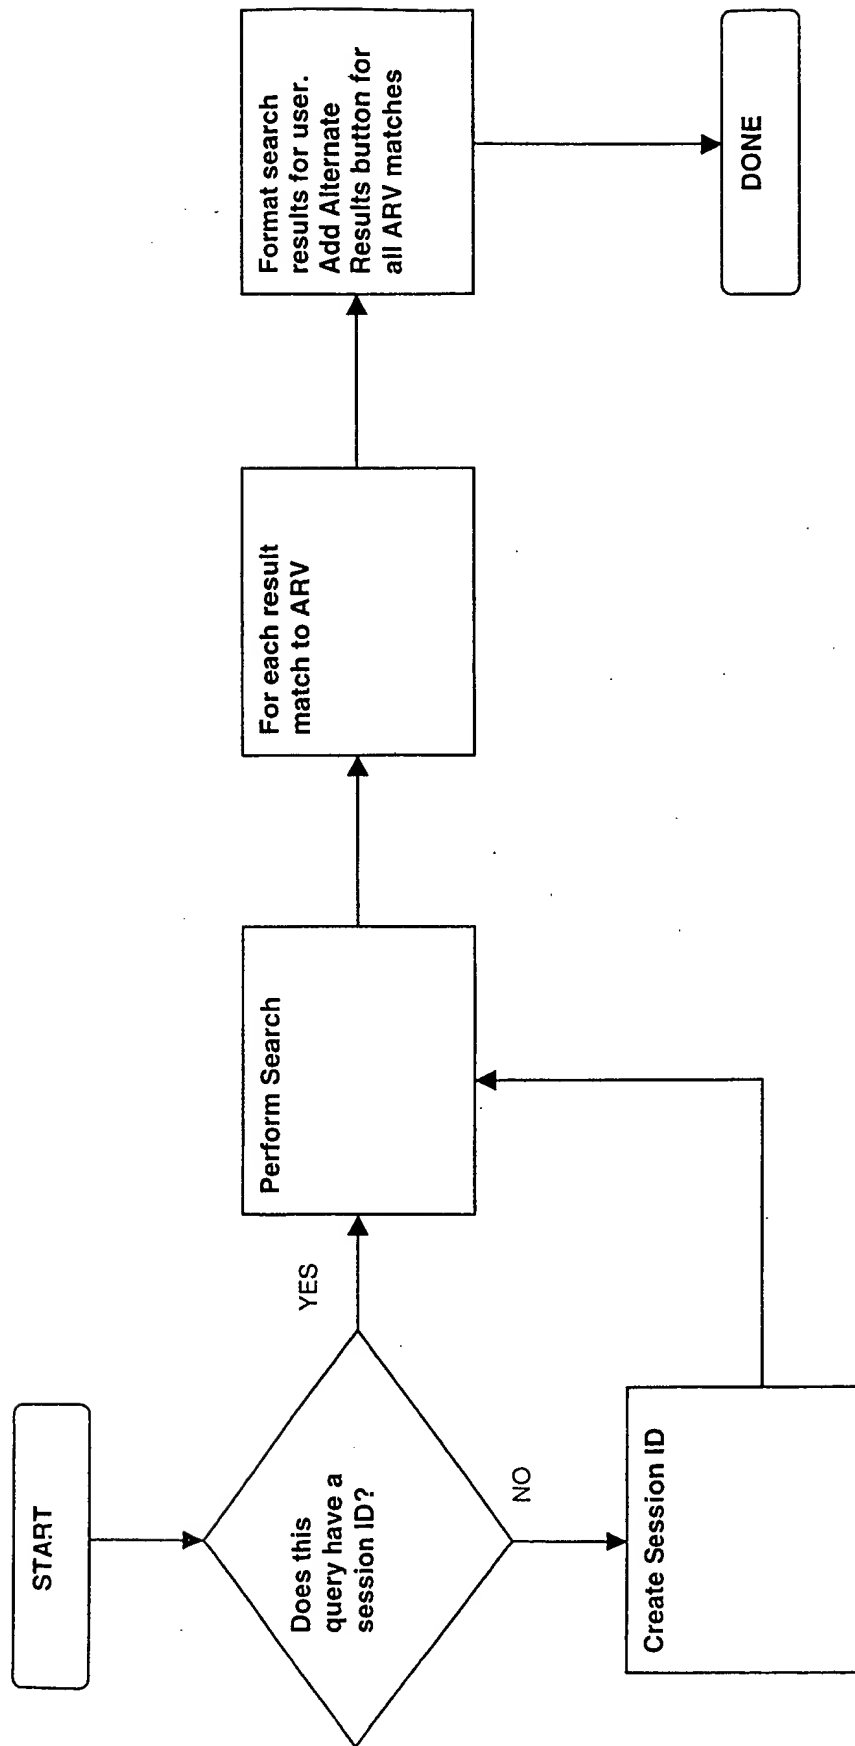 START
Does this
query have a
session ID?
YES
NO
Create Session ID
Perform Search
For each result
match to ARV
Format search
results for user.
Add Alternate
Results button for
all ARV matches
DONE